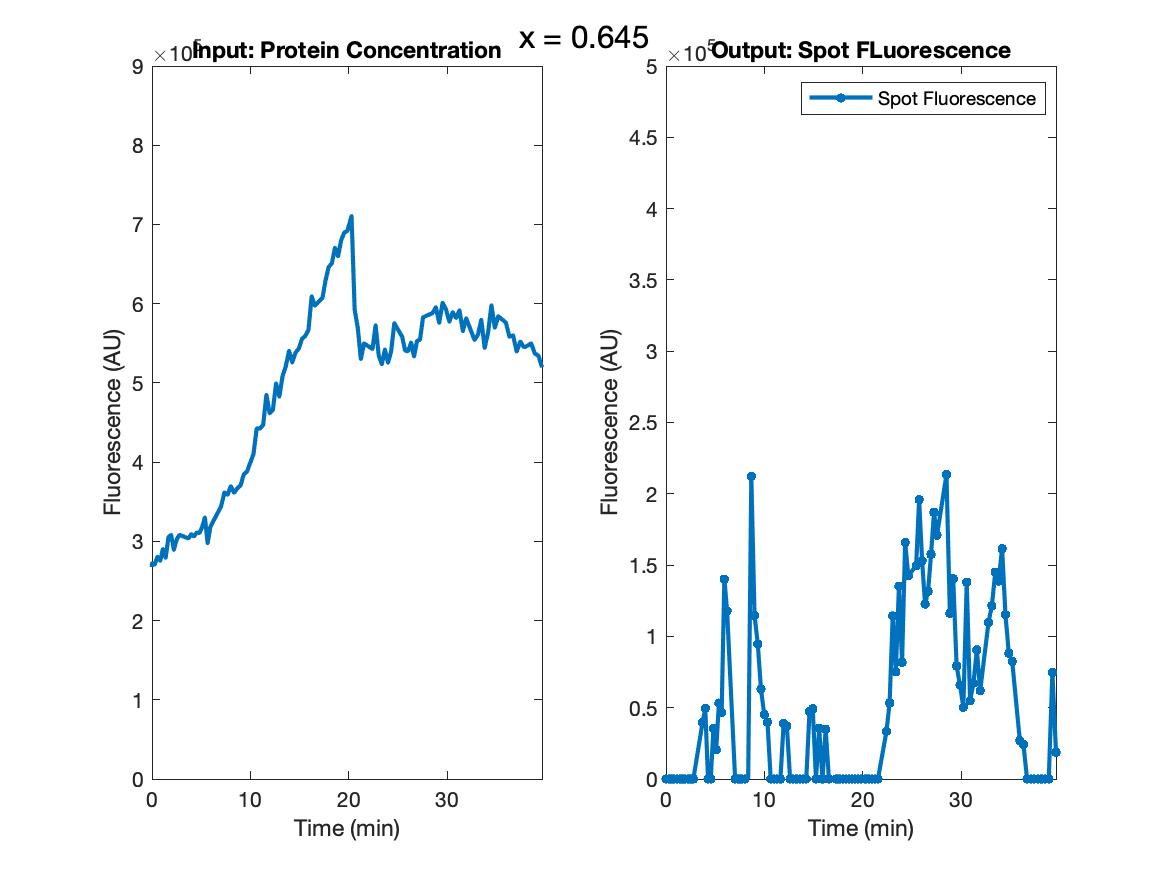 x = 0.645
×10⁵
Input: Protein Concentration
9
8
7
6
5
4
3
2
1
0
Fluorescence (AU)
0 10 20 30
Time (min)
×10⁵
Output: Spot FLuorescence
Spot Fluorescence
5
4.5
4
3.5
3
2.5
2
1.5
1
0.5
0
Fluorescence (AU)
0 10 20 30
Time (min)